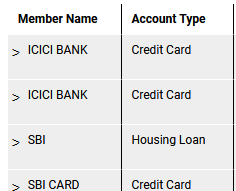 Member Name Account Type
> ICICI BANK Credit Card
> ICICI BANK Credit Card
> SBI Housing Loan
> SBI CARD Credit Card